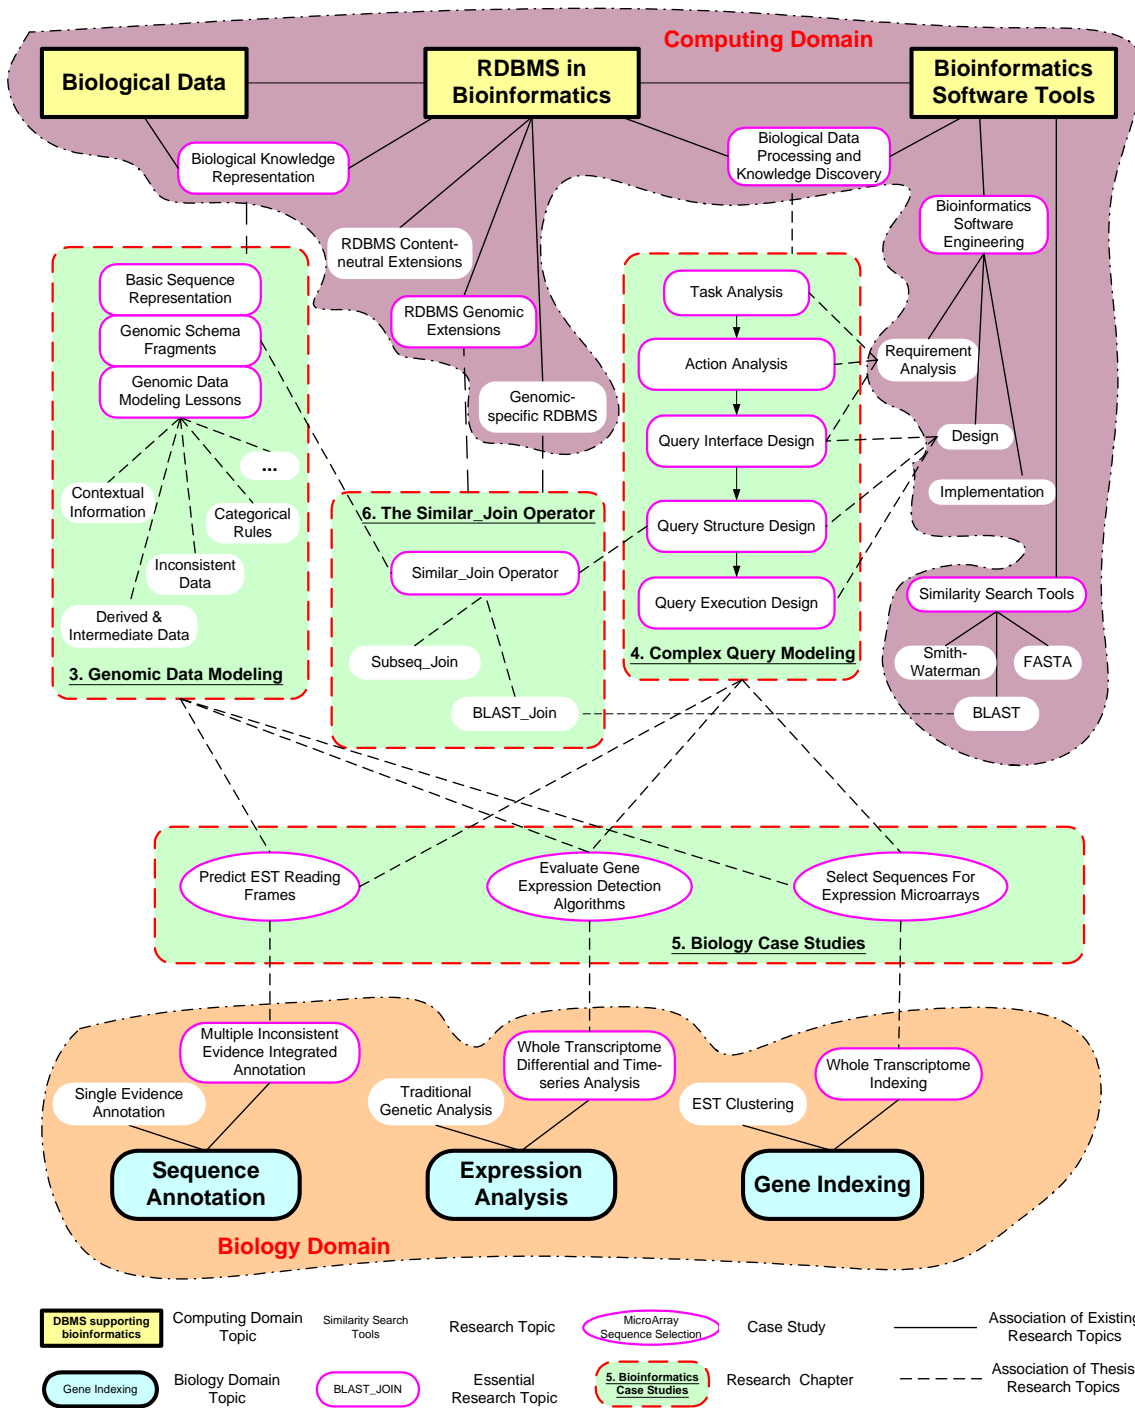 Computing Domain
Biological Data
RDBMS in
Bioinformatics
Bioinformatics
Software Tools
Biological Knowledge
Representation
Biological Data
Processing and
Knowledge Discovery
Bioinformatics
Software
Engineering
RDBMS Content-
neutral Extensions
RDBMS Genomic
Extensions
Genomic-
specific RDBMS
Basic Sequence
Representation
Genomic Schema
Fragments
Genomic Data
Modeling Lessons
...
Contextual
Information
Categorical
Rules
Inconsistent
Data
Derived &
Intermediate Data
3. Genomic Data Modeling
6. The Similar_Join Operator
Similar_Join Operator
Subseq_Join
BLAST_Join
Task Analysis
Action Analysis
Query Interface Design
Query Structure Design
Query Execution Design
4. Complex Query Modeling
Requirement
Analysis
Design
Implementation
Similarity Search Tools
Smith-
Waterman
FASTA
BLAST
Predict EST Reading
Frames
Evaluate Gene
Expression Detection
Algorithms
Select Sequences For
Expression Microarrays
5. Biology Case Studies
Multiple Inconsistent
Evidence Integrated
Annotation
Single Evidence
Annotation
Whole Transcriptome
Differential and Time-
series Analysis
Traditional
Genetic Analysis
Whole Transcriptome
Indexing
EST Clustering
Sequence
Annotation
Expression
Analysis
Gene Indexing
Biology Domain
DBMS supporting
bioinformatics
Computing Domain
Topic
Similarity Search
Tools
Research Topic
MicroArray
Sequence Selection
Case Study
Association of Existing
Research Topics
Gene Indexing
Biology Domain
Topic
BLAST_JOIN
Essential
Research Topic
5. Bioinformatics
Case Studies
Research Chapter
Association of Thesis
Research Topics